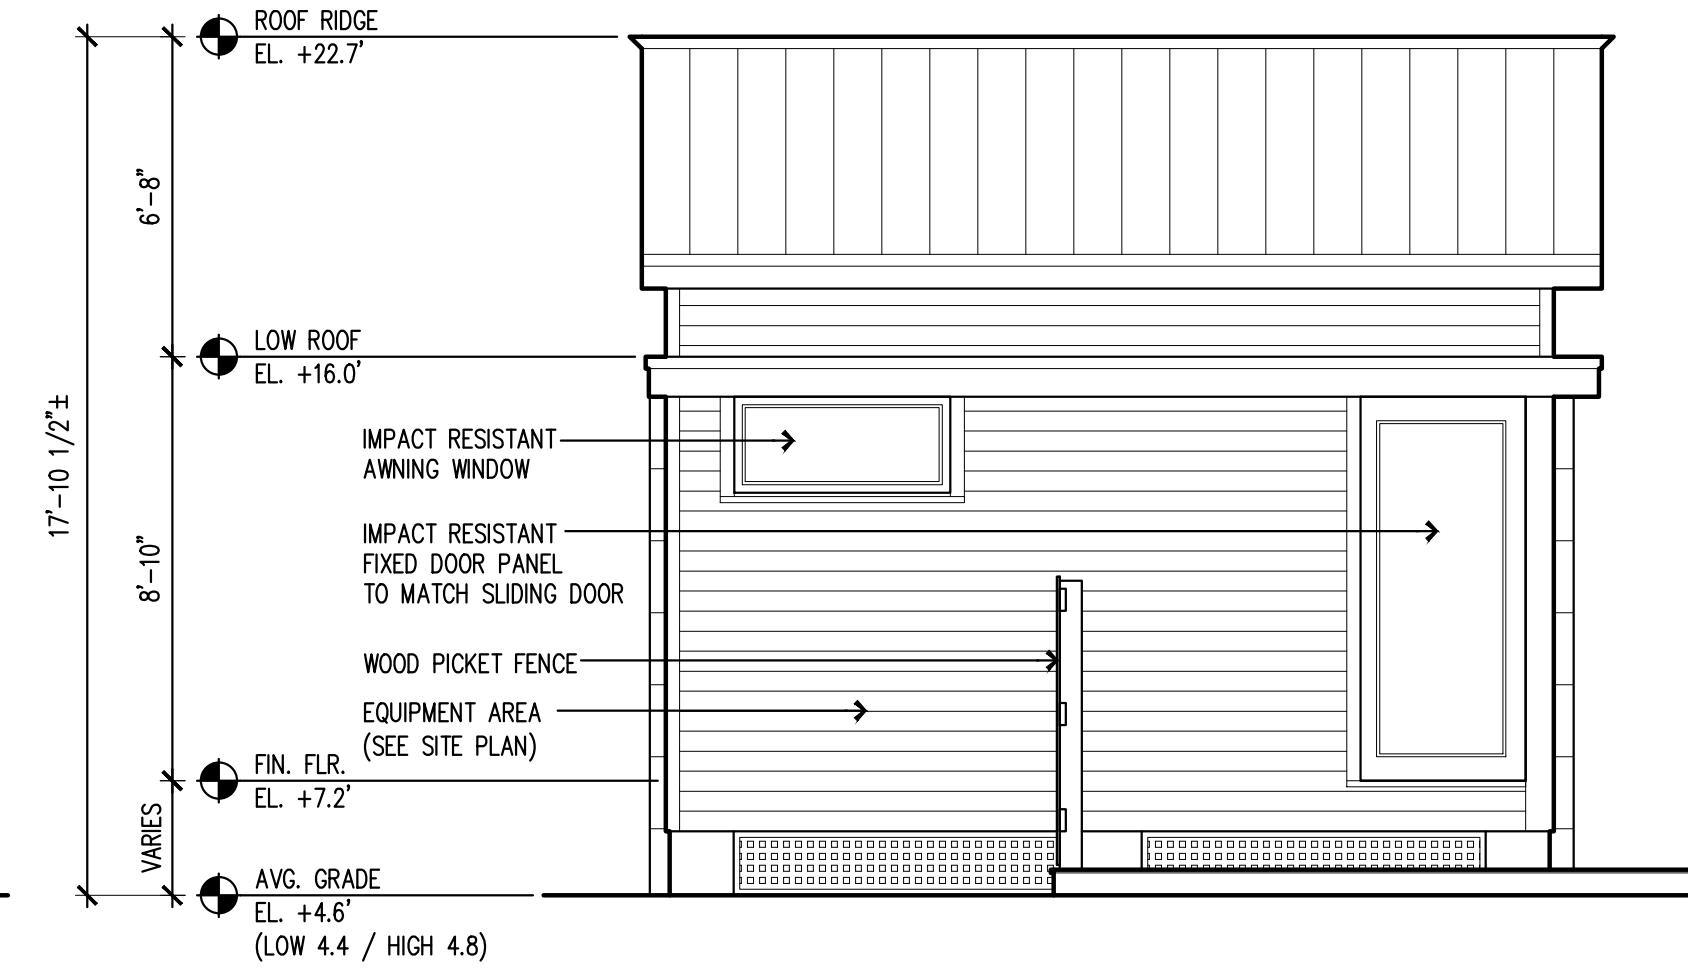 ROOF RIDGE
EL. +22.7'
6'-8"
LOW ROOF
EL. +16.0'
17'-10 1/2"±
IMPACT RESISTANT
AWNING WINDOW
IMPACT RESISTANT
FIXED DOOR PANEL
TO MATCH SLIDING DOOR
8'-10"
WOOD PICKET FENCE
EQUIPMENT AREA
(SEE SITE PLAN)
FIN. FLR.
EL. +7.2'
VARIES
AVG. GRADE
EL. +4.6'
(LOW 4.4 / HIGH 4.8)